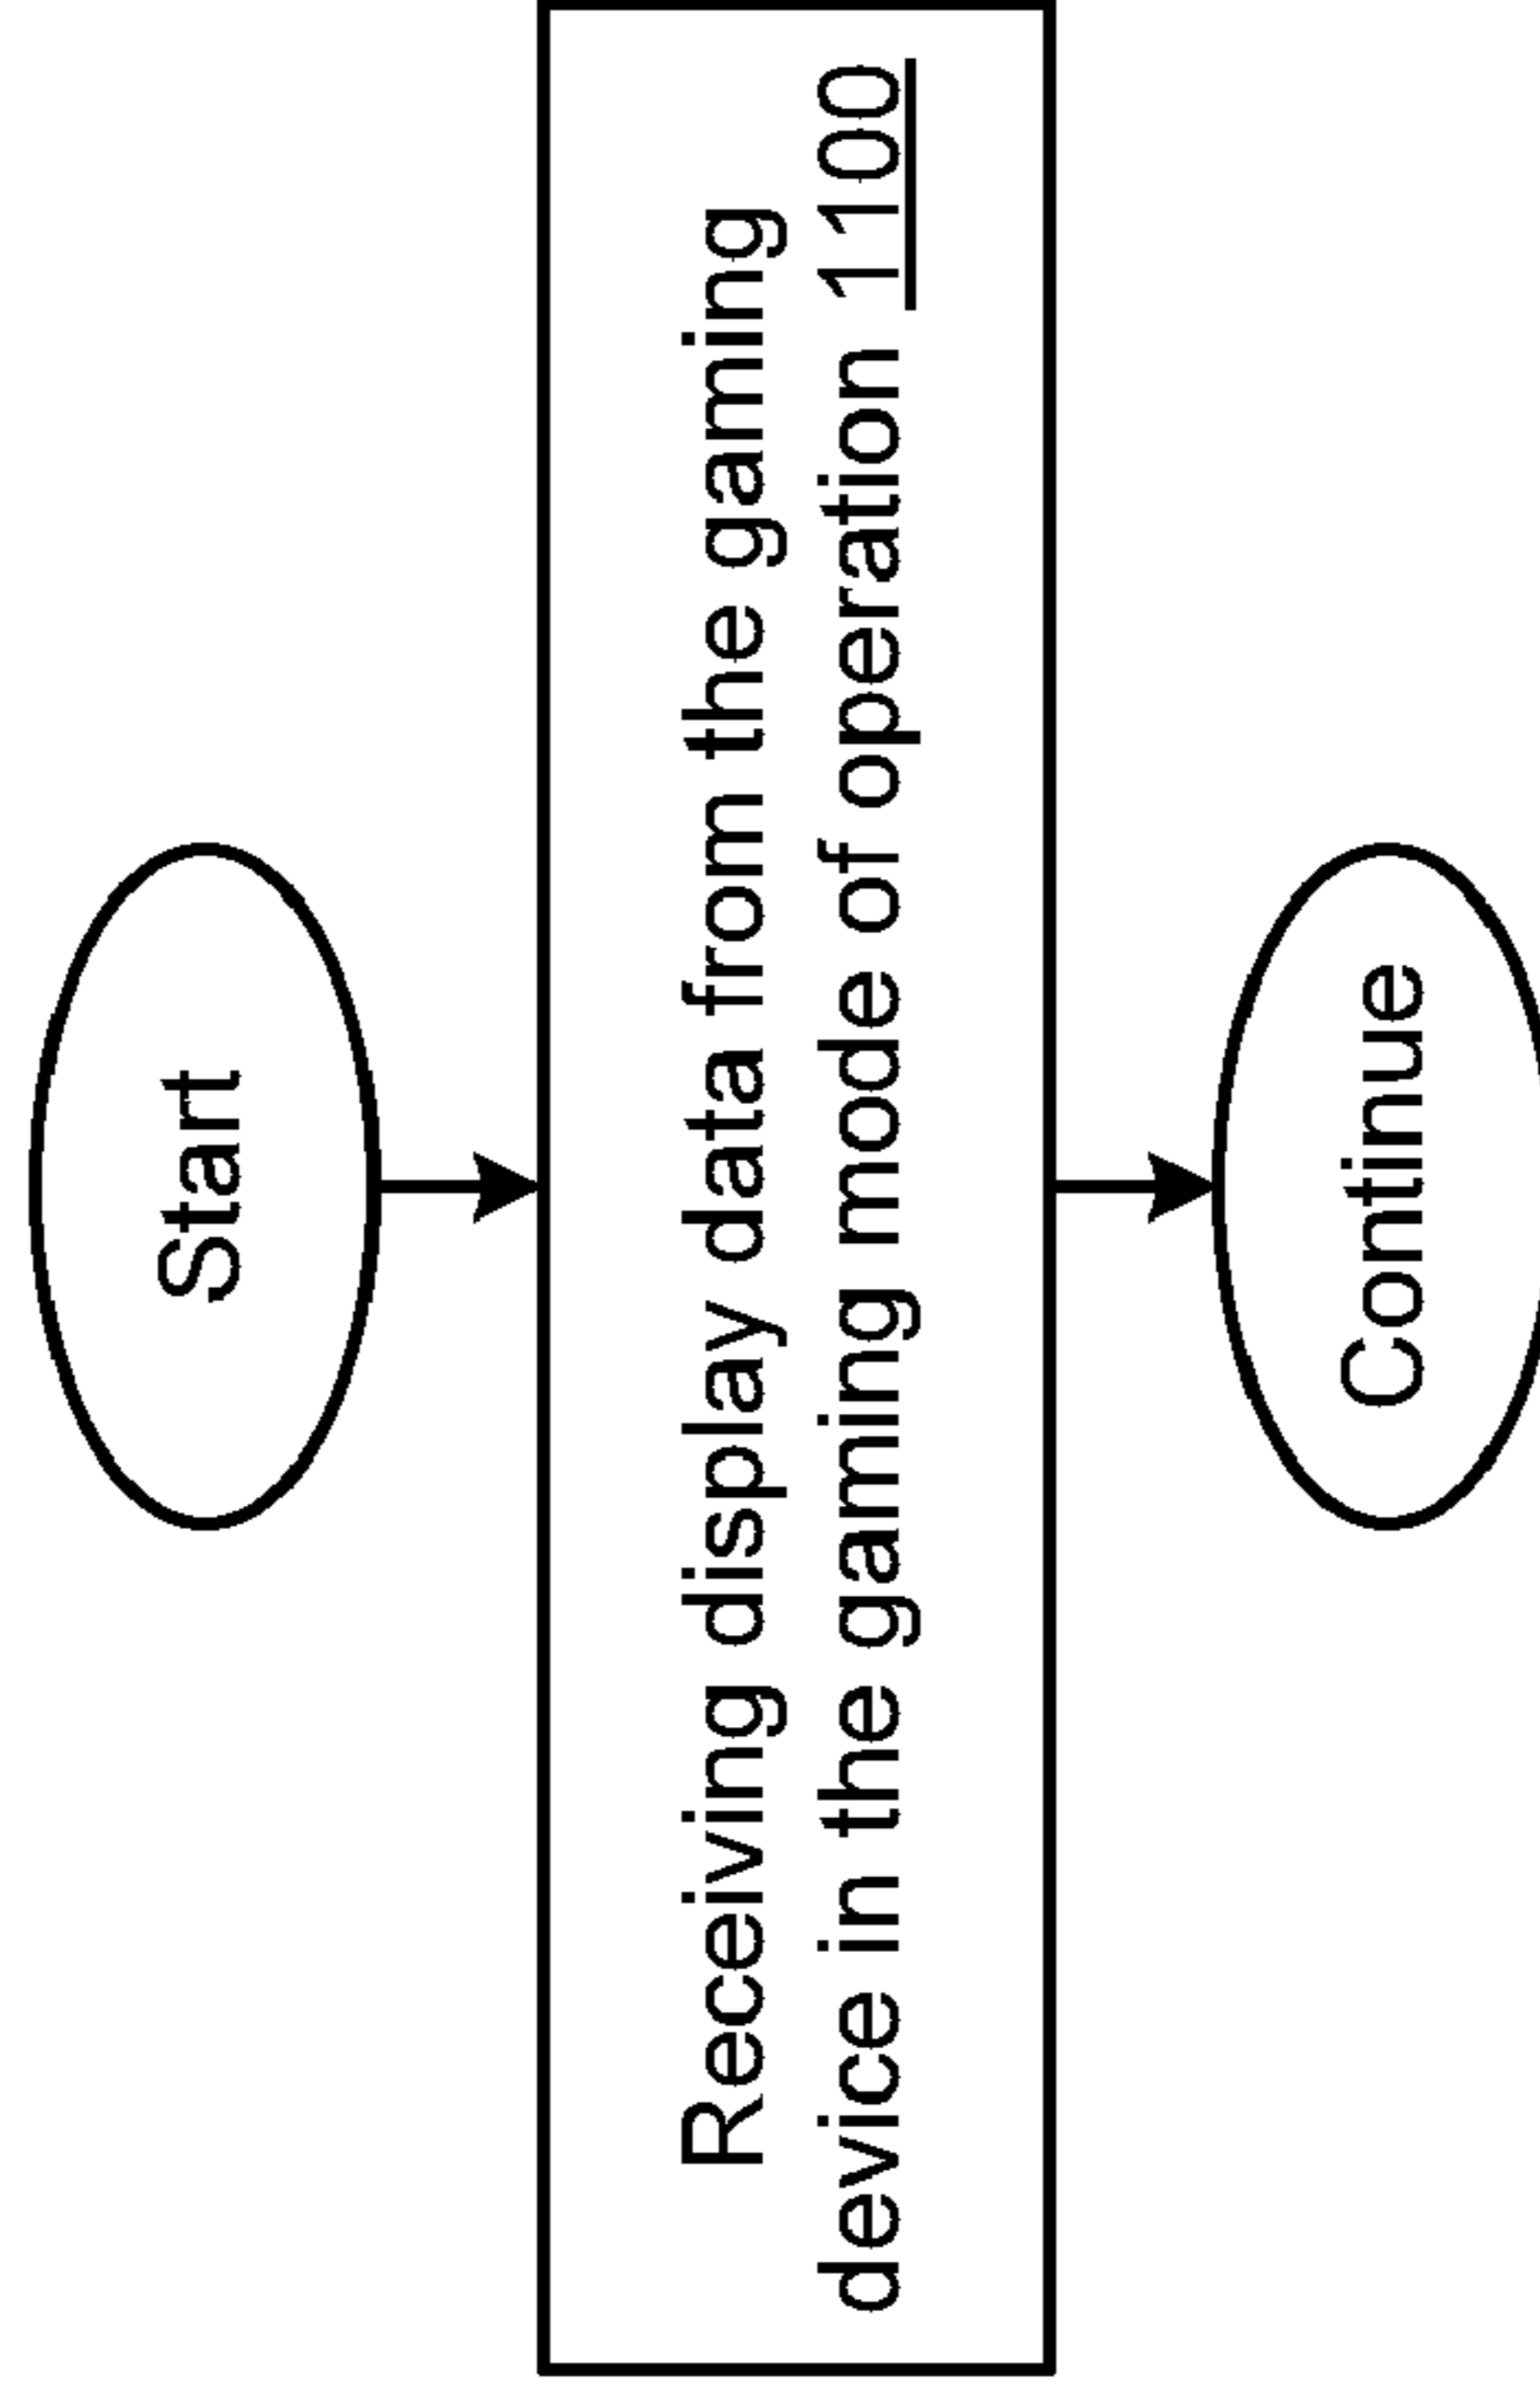 Start
Receiving display data from the gaming
device in the gaming mode of operation 1100
Continue